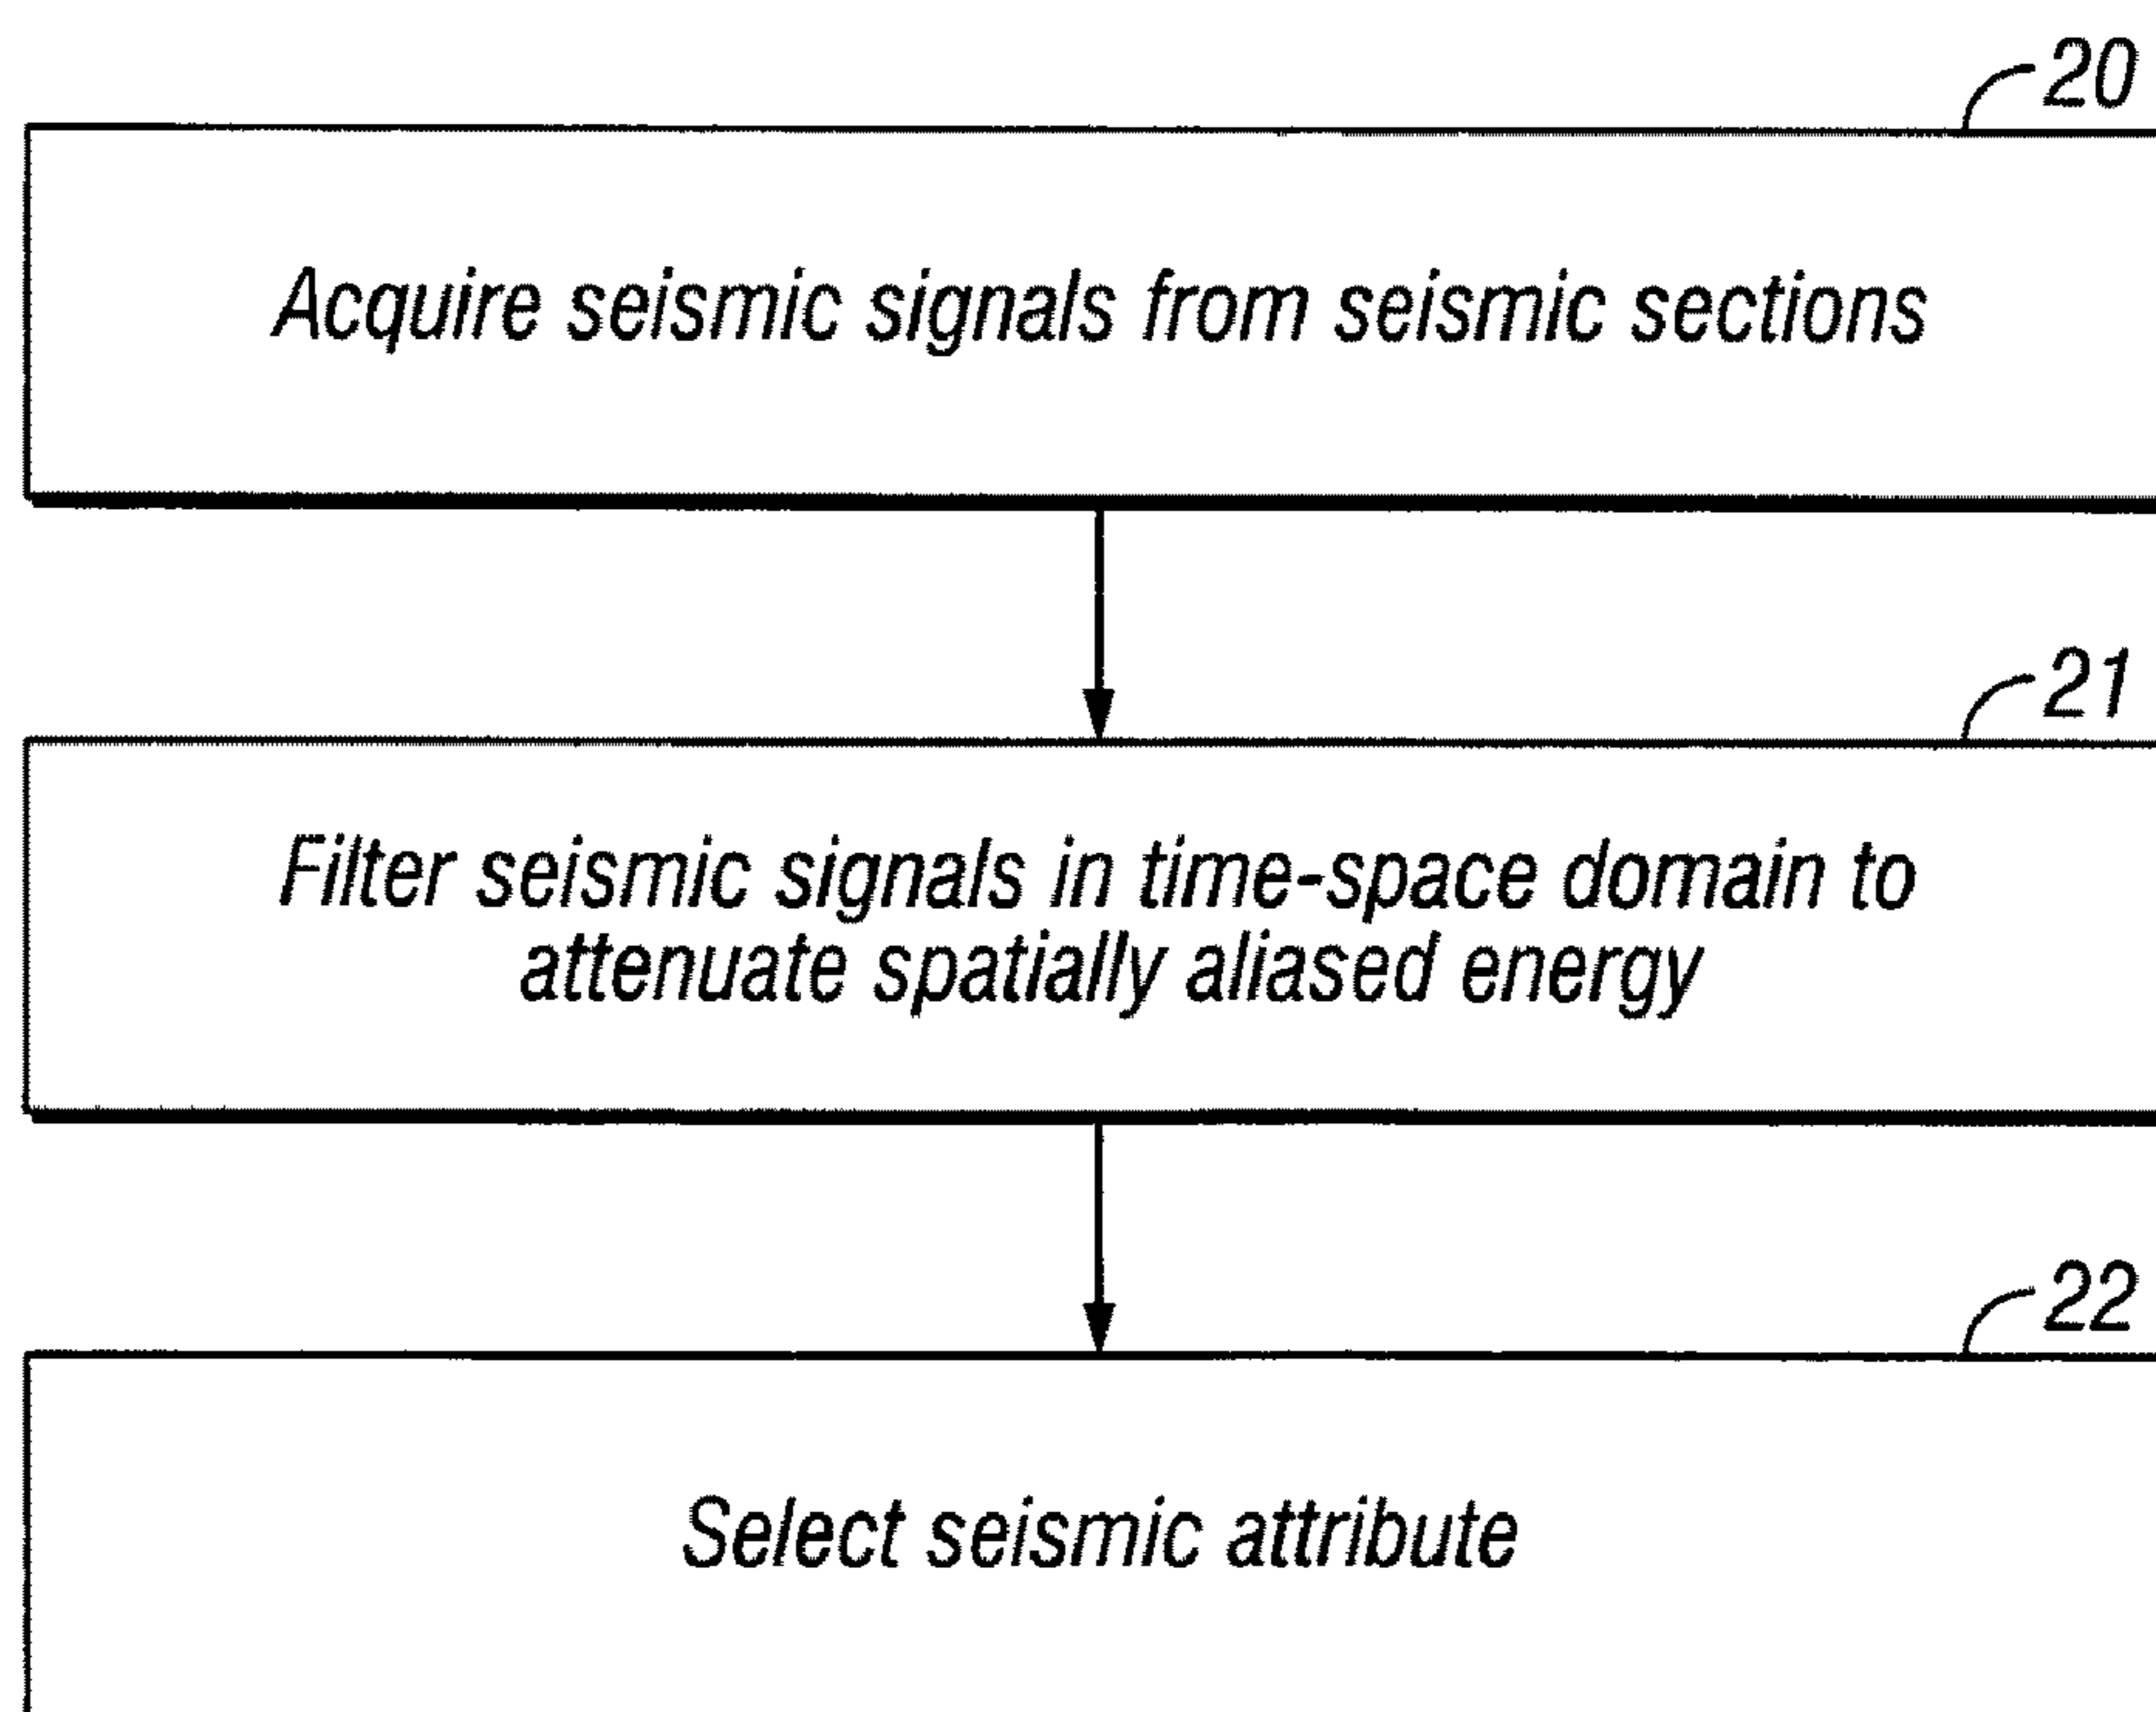 20
Acquire seismic signals from seismic sections
21
Filter seismic signals in time-space domain to
attenuate spatially aliased energy
22
Select seismic attribute